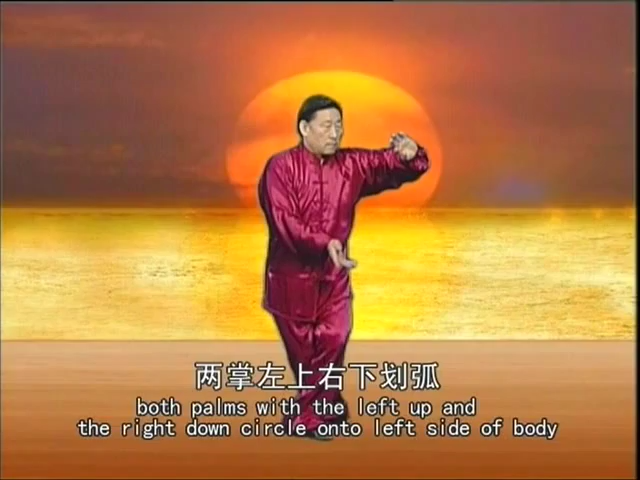 两掌左上右下划弧
both palms with the left up and
the right down circle onto left side of body